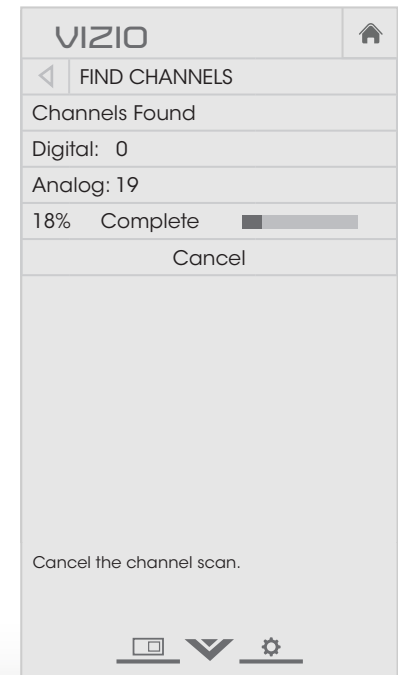 VIZIO
FIND CHANNELS
Channels Found
Digital: 0
Analog: 19
18% Complete
Cancel
Cancel the channel scan.